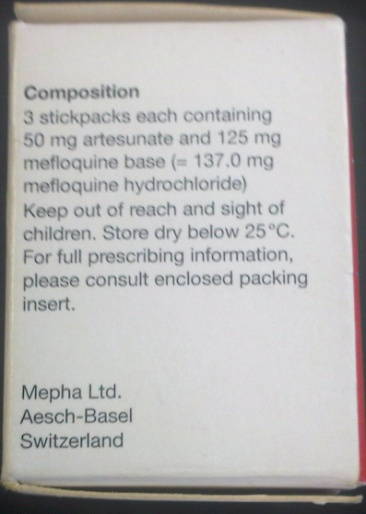 Composition
3 stickpacks each containing
50 mg artesunate and 125 mg
mefloquine base (= 137.0 mg
mefloquine hydrochloride)
Keep out of reach and sight of
children. Store dry below 25°C.
For full prescribing information,
please consult enclosed packing
insert.
Mepha Ltd.
Aesch-Basel
Switzerland